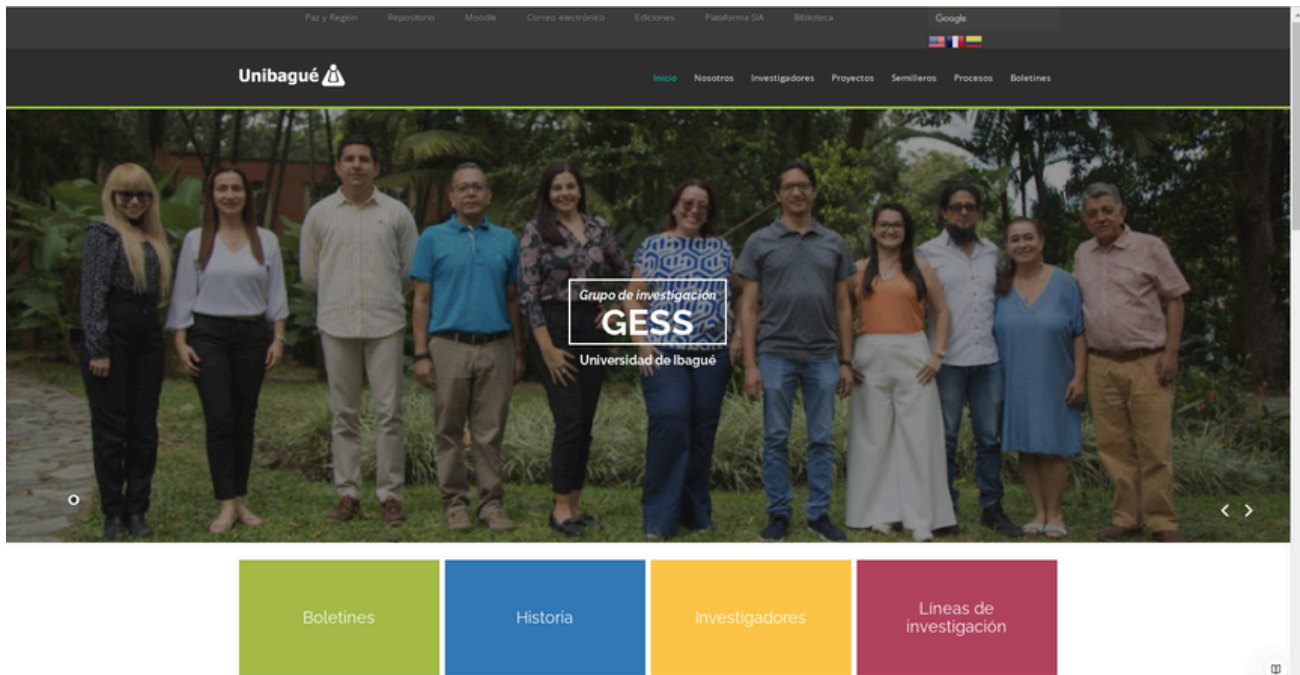 Paz y Región Repositorio Moodle Correo electrónico Ediciones Plataforma SIA Biblioteca Google
Unibagué Inicio Nosotros Investigadores Proyectos Semilleros Procesos Boletines
Grupo de investigación
GESS
Universidad de Ibagué
Boletines Historia Investigadores Líneas de
investigación